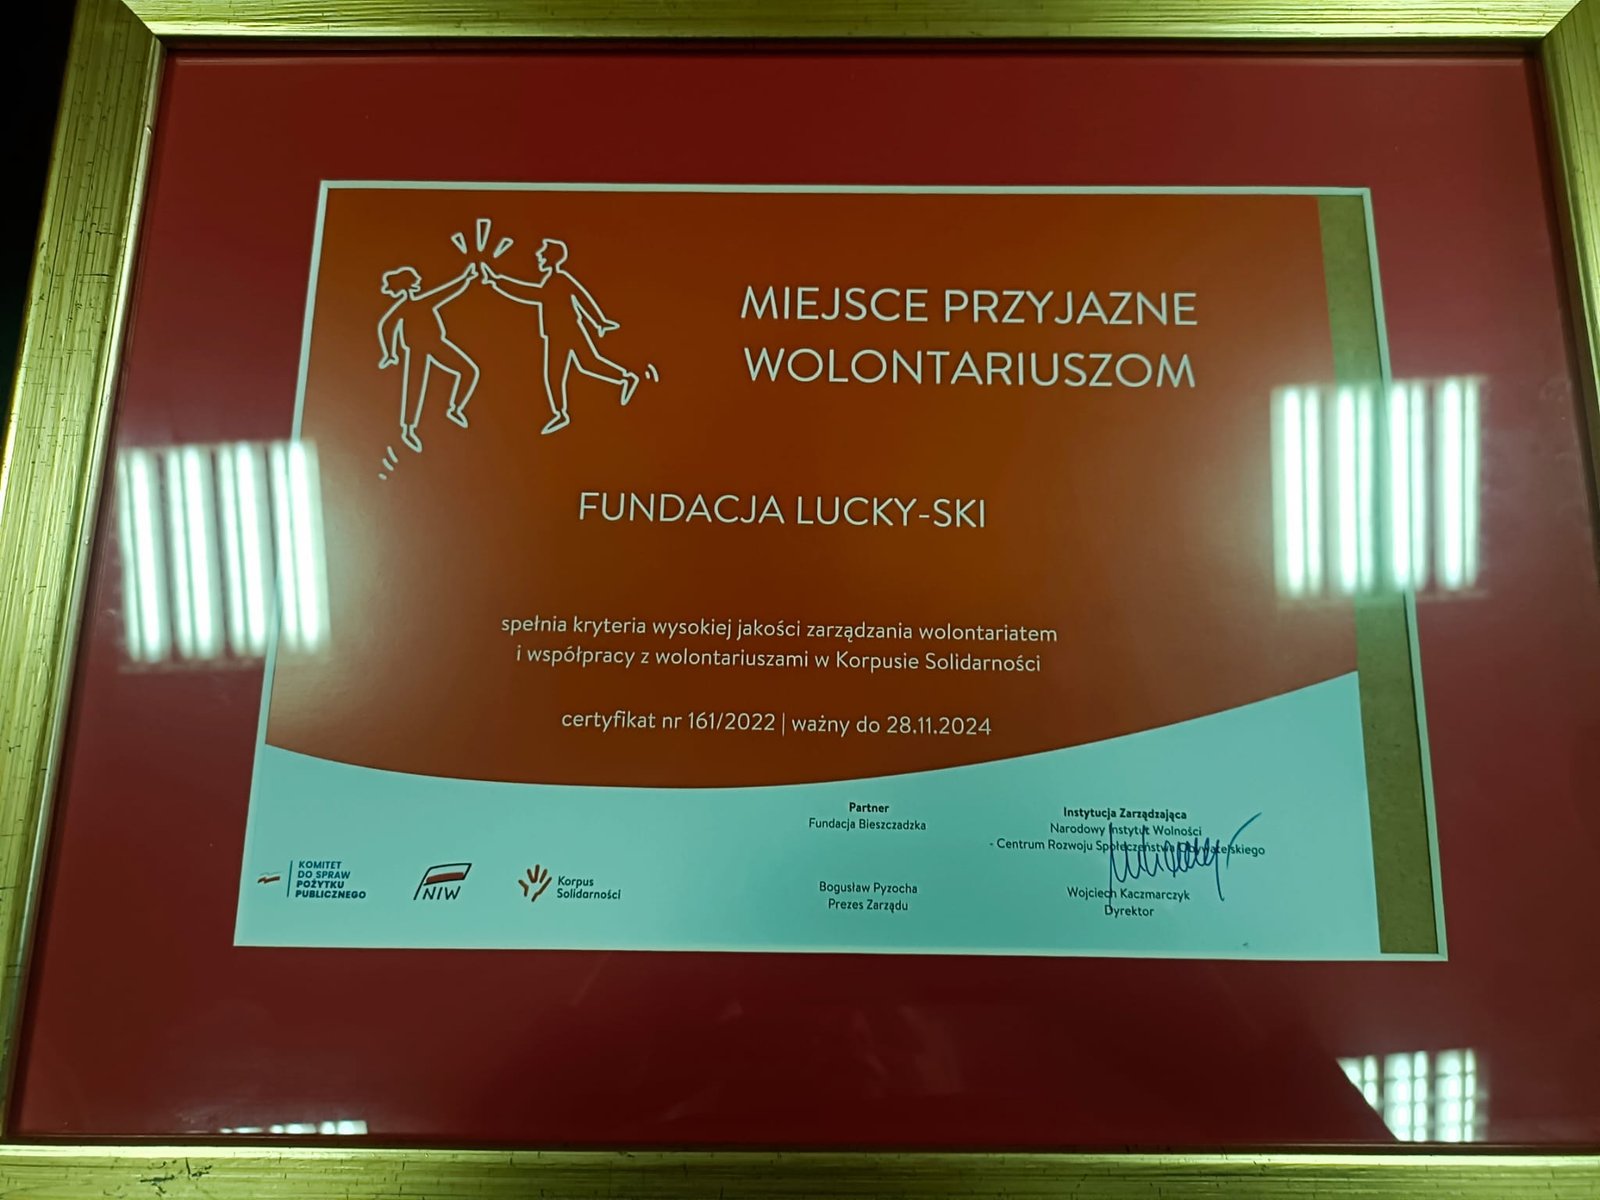 MIEJSCE PRZYJAZNE
WOLONTARIUSZOM
FUNDACJA LUCKY-SKI
spełnia kryteria wysokiej jakości zarządzania wolontariatem
i współpracy z wolontariuszami w Korpusie Solidarności
certyfikat nr 161/2022 | ważny do 28.11.2024
Partner
Fundacja Bieszczadzka
Bogusław Pyzocha
Prezes Zarządu
Instytucja Zarządzająca
Narodowy Instytut Wolności
- Centrum Rozwoju Społeczeństwa Obywatelskiego
Wojciech Kaczmarczyk
Dyrektor
KOMITET
DO SPRAW
POŻYTKU
PUBLICZNEGO
NIW
Korpus
Solidarności